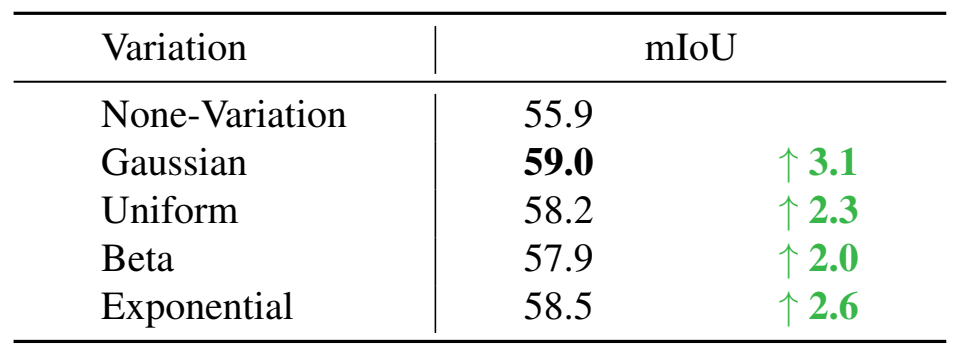 Variation mIoU
None-Variation 55.9
Gaussian 59.0 ↑ 3.1
Uniform 58.2 ↑ 2.3
Beta 57.9 ↑ 2.0
Exponential 58.5 ↑ 2.6